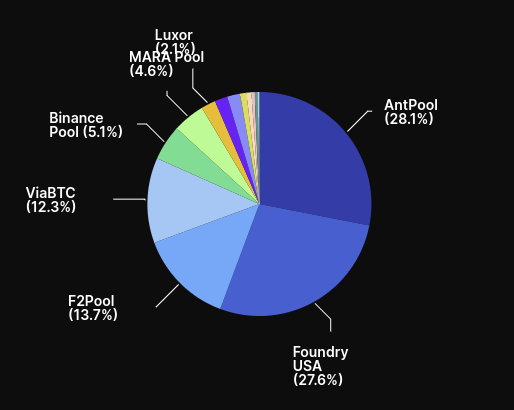 Luxor
(2.1%)
MARA Pool
(4.6%)
Binance
Pool (5.1%)
ViaBTC
(12.3%)
F2Pool
(13.7%)
Foundry
USA
(27.6%)
AntPool
(28.1%)